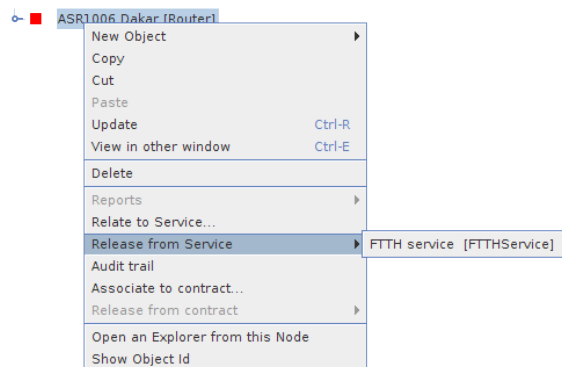 ASR1006 Dakar [Router]
New Object
Copy
Cut
Paste
Update Ctrl-R
View in other window Ctrl-E
Delete
Reports
Relate to Service...
Release from Service
FTTH service [FTTHService]
Audit trail
Associate to contract...
Release from contract
Open an Explorer from this Node
Show Object Id